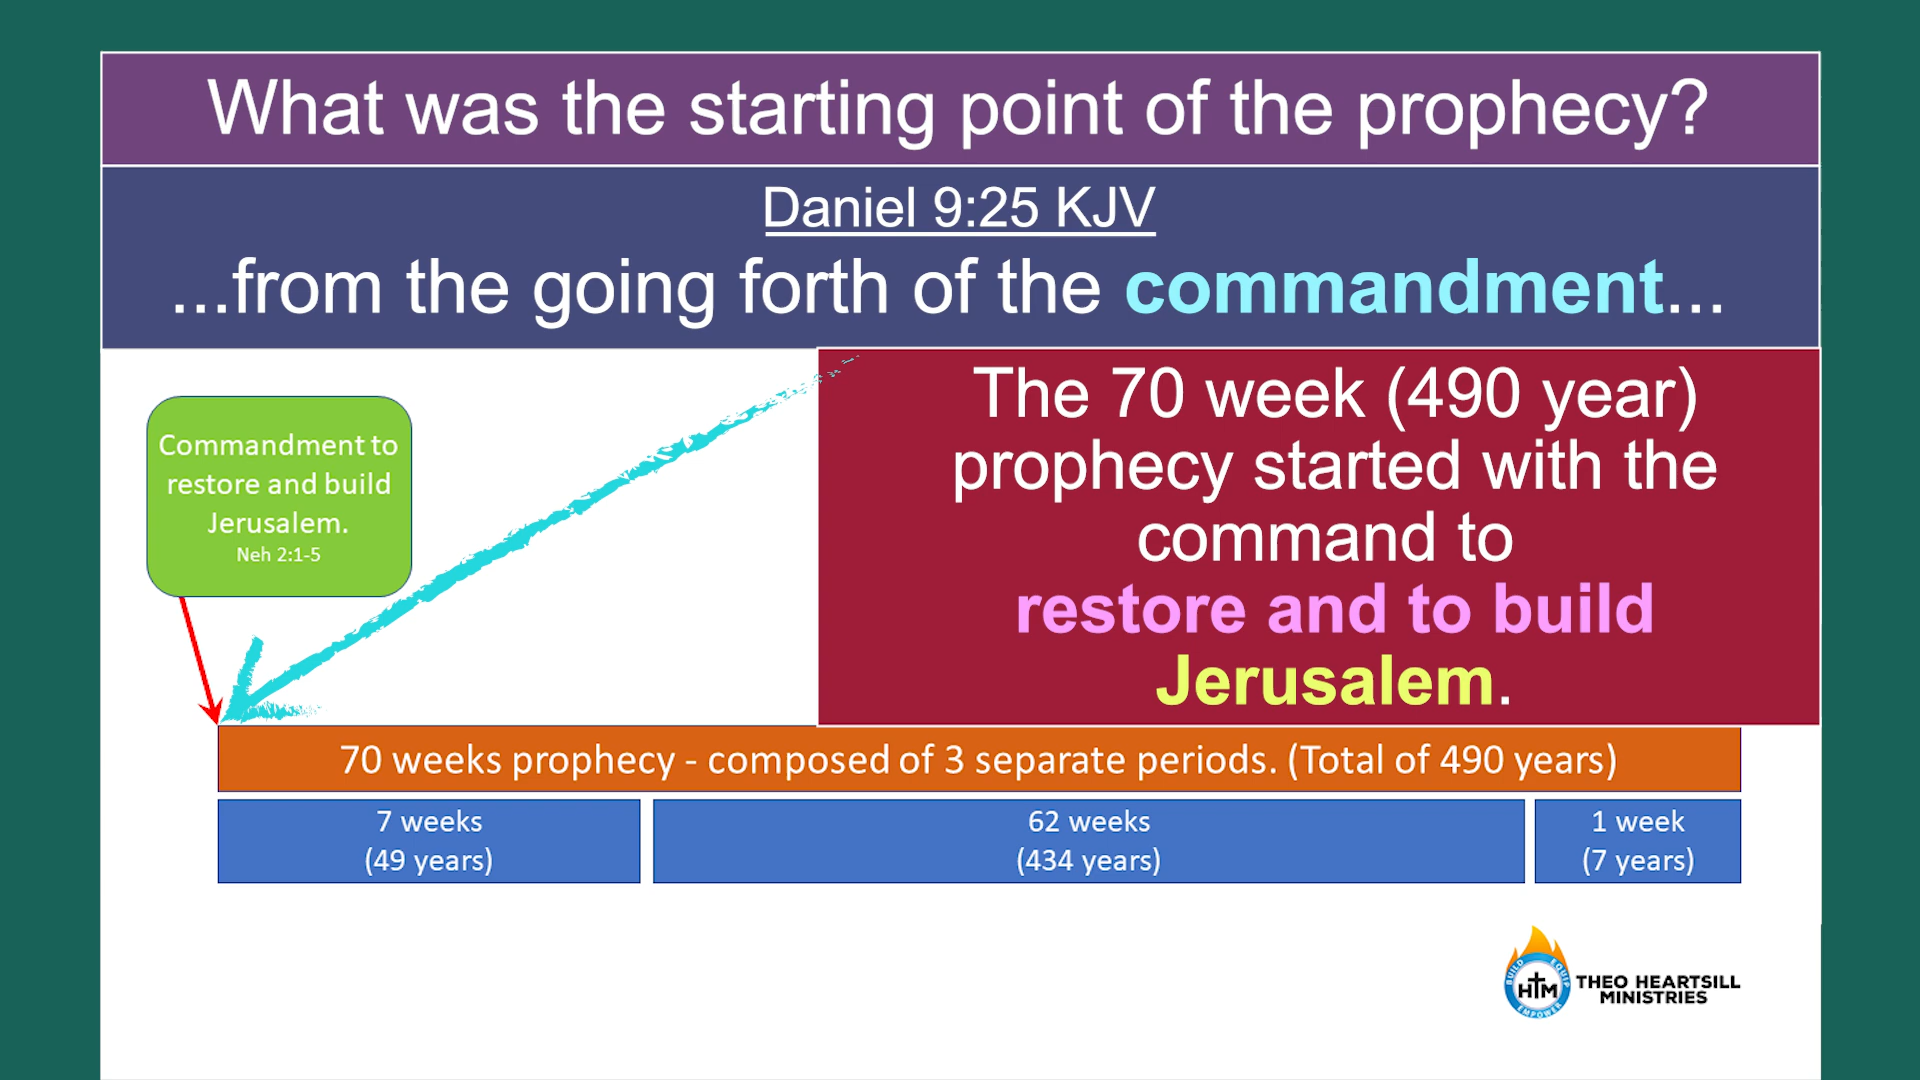 What was the starting point of the prophecy?
Daniel 9:25 KJV
...from the going forth of the commandment...
Commandment to
restore and build
Jerusalem.
Neh 2:1-5
The 70 week (490 year)
prophecy started with the
command to
restore and to build
Jerusalem.
70 weeks prophecy - composed of 3 separate periods. (Total of 490 years)
7 weeks
(49 years)
62 weeks
(434 years)
1 week
(7 years)
BUILD
EQUIP
HTM
EMPOWER
THEO HEARTSILL
MINISTRIES